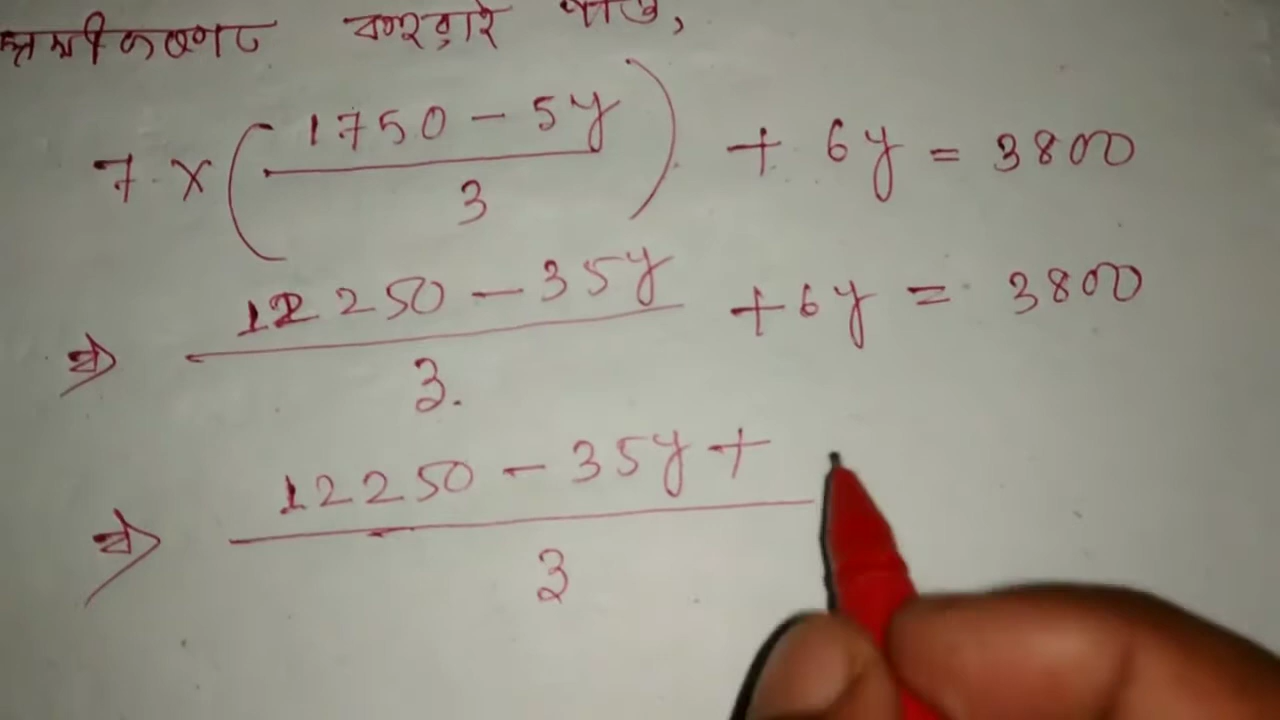 7 × (1750 - 5y / 3) + 6y = 3800
⇒ 12250 - 35y / 3 + 6y = 3800
⇒ 12250 - 35y + / 3